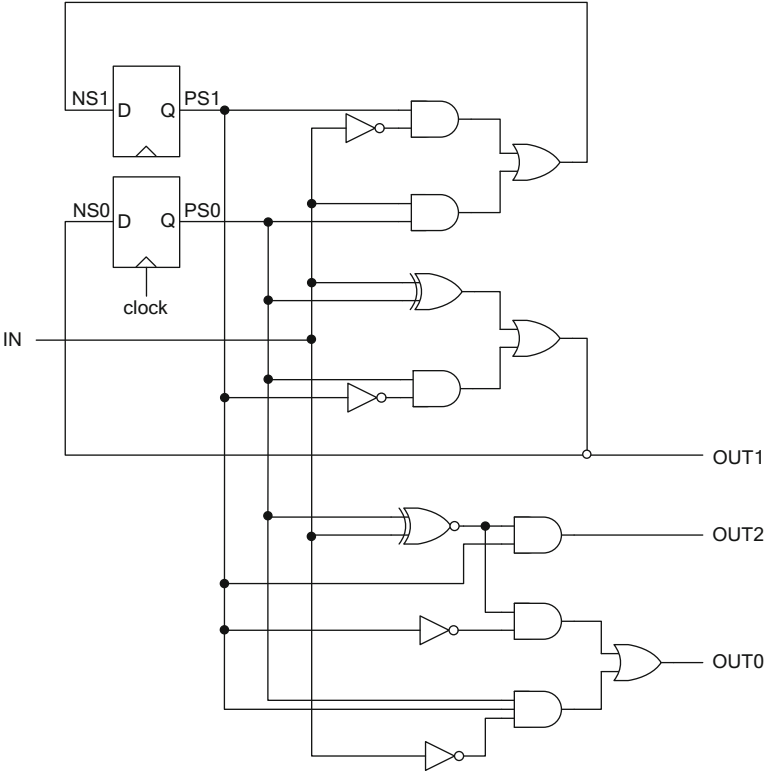 NS1 D Q PS1
NS0 D Q PS0
clock
IN
OUT1
OUT2
OUT0